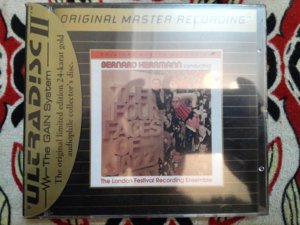 ORIGINAL MASTER RECORDING
ULTRADISC II
The GAIN System
The original limited edition 24-karat gold
audiophile collector's disc.
BERNARD HERRMANN conducting
THE FOUR
FACES OF
JAZZ
The London Festival Recording Ensemble